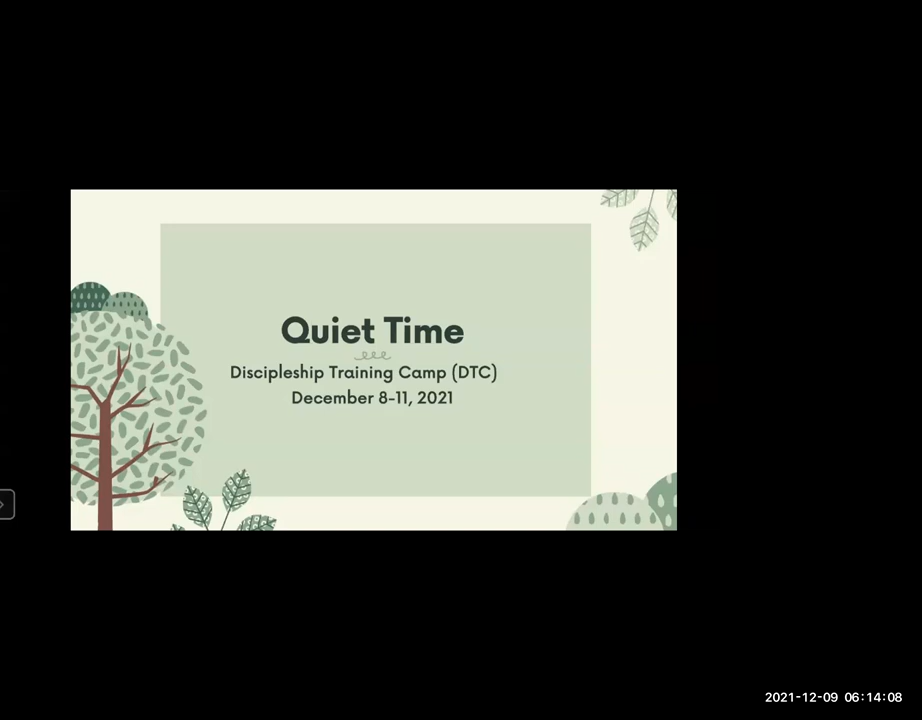 Quiet Time
Discipleship Training Camp (DTC)
December 8-11, 2021
2021-12-09 06:14:08